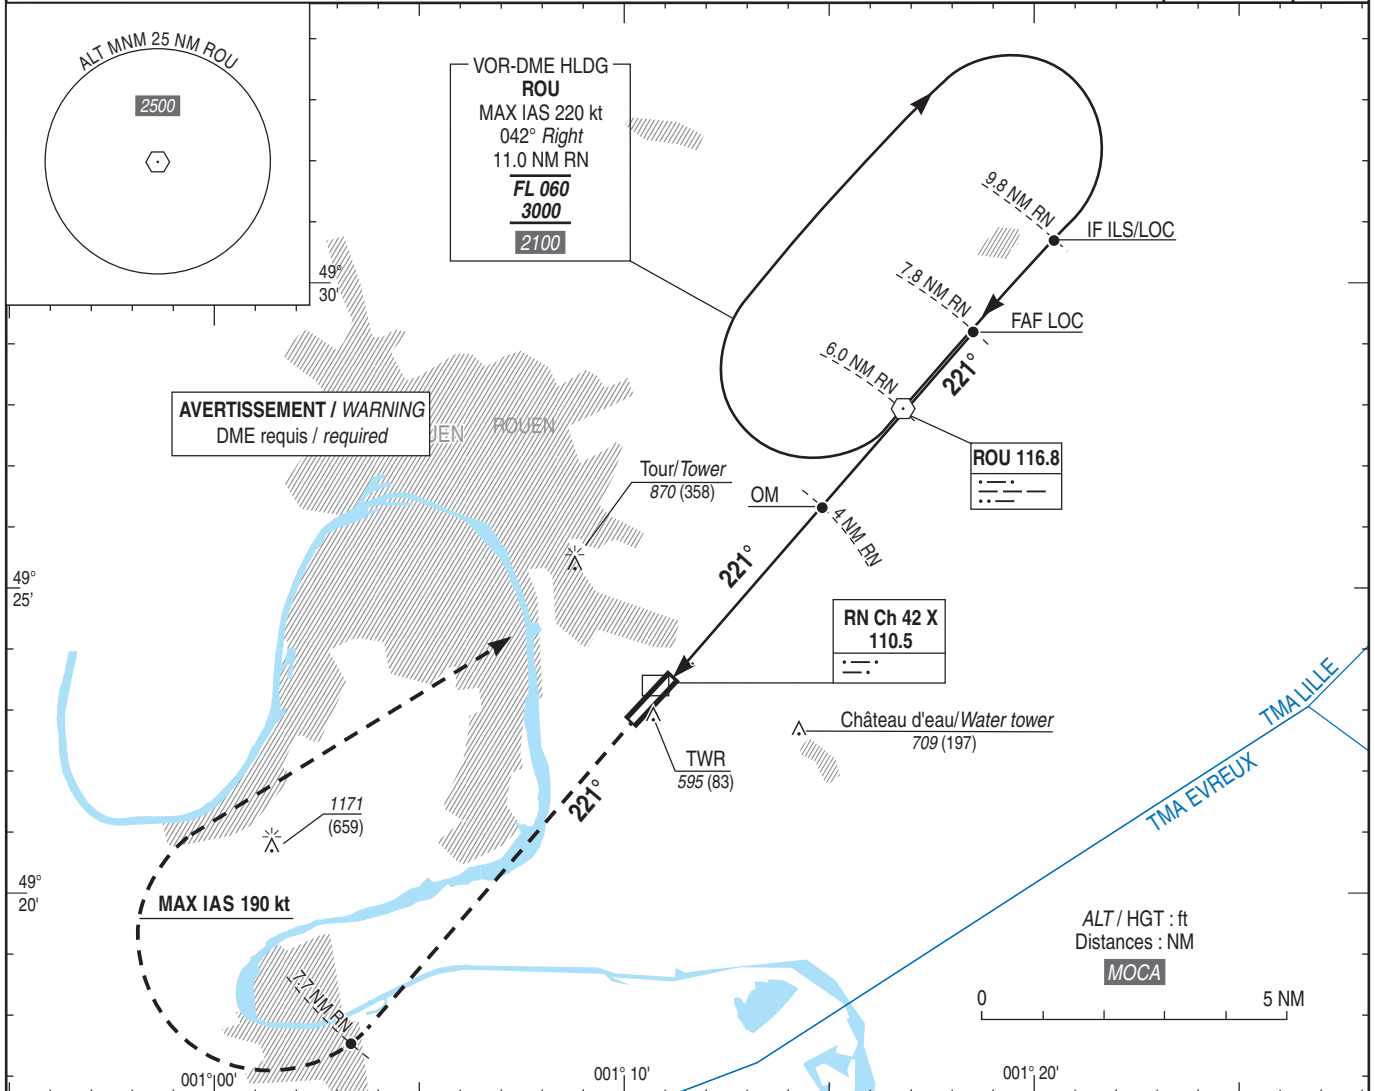 ALT MNM 25 NM ROU
2500
VOR-DME HLDG
ROU
MAX IAS 220 kt
042° Right
11.0 NM RN
FL 060
3000
2100
9.8 NM RN
IF ILS/LOC
7.8 NM RN
FAF LOC
6.0 NM RN
221°
49°
30'
AVERTISSEMENT / WARNING
DME requis / required
UEN
ROUEN
ROU 116.8
Tour/Tower
870 (358)
OM
4 NM RN
221°
49°
25'
RN Ch 42 X
110.5
TMA LILLE
TMA EVREUX
Château d'eau/Water tower
709 (197)
TWR
595 (83)
221°
1171
(659)
49°
20'
MAX IAS 190 kt
7.7 NM RN
ALT / HGT : ft
Distances : NM
MOCA
0
5 NM
001° 00'
001° 10'
001° 20'